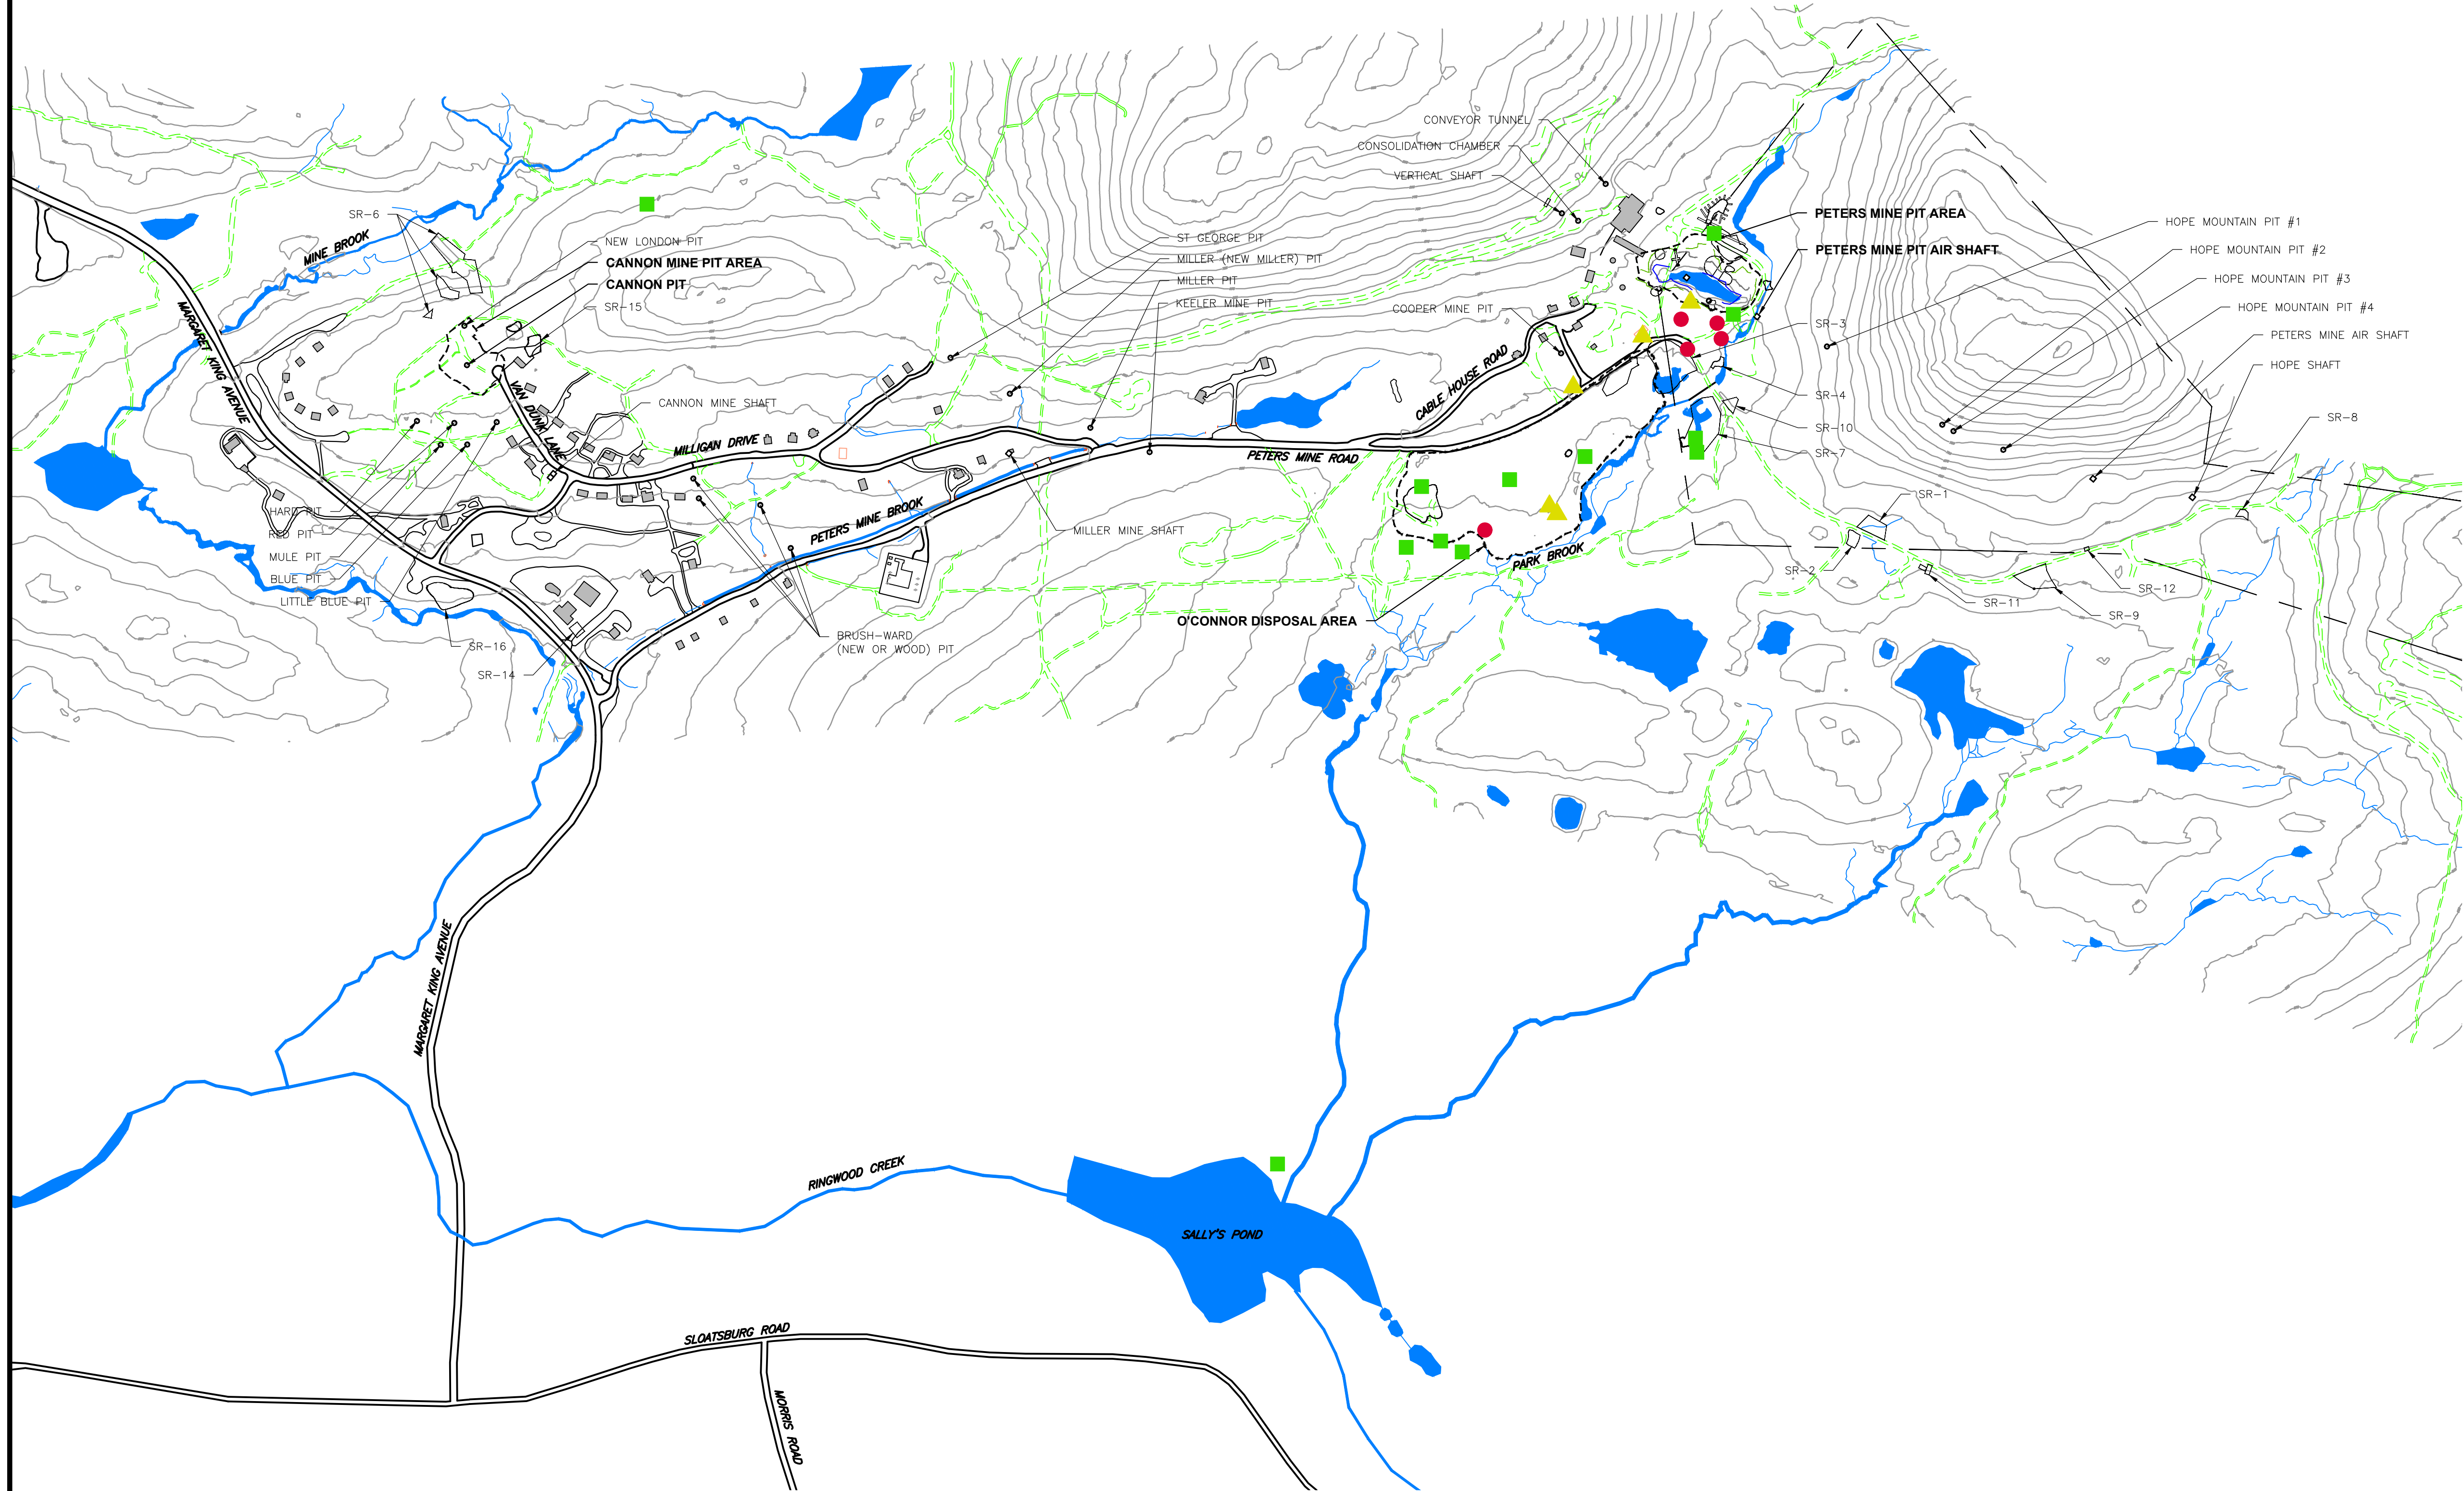 CONVEYOR TUNNEL
CONSOLIDATION CHAMBER
VERTICAL SHAFT
SR-6
MINE BROOK
NEW LONDON PIT
CANNON MINE PIT AREA
CANNON PIT
SR-15
MARGARET KING AVENUE
VAN DUNK LANE
CANNON MINE SHAFT
MILLIGAN DRIVE
ST GEORGE PIT
MILLER (NEW MILLER) PIT
MILLER PIT
KEELER MINE PIT
COOPER MINE PIT
CABLE HOUSE ROAD
PETERS MINE ROAD
PETERS MINE PIT AREA
PETERS MINE PIT AIR SHAFT
HOPE MOUNTAIN PIT #1
HOPE MOUNTAIN PIT #2
HOPE MOUNTAIN PIT #3
HOPE MOUNTAIN PIT #4
PETERS MINE AIR SHAFT
HOPE SHAFT
SR-8
SR-3
SR-4
SR-10
SR-7
SR-1
SR-2
SR-11
SR-12
SR-9
HARD PIT
RED PIT
MULE PIT
BLUE PIT
LITTLE BLUE PIT
SR-16
SR-14
PETERS MINE BROOK
MILLER MINE SHAFT
BRUSH-WARD
(NEW OR WOOD) PIT
PARK BROOK
O'CONNOR DISPOSAL AREA
MARGARET KING AVENUE
RINGWOOD CREEK
SALLY'S POND
SLOATSBURG ROAD
MORRIS ROAD